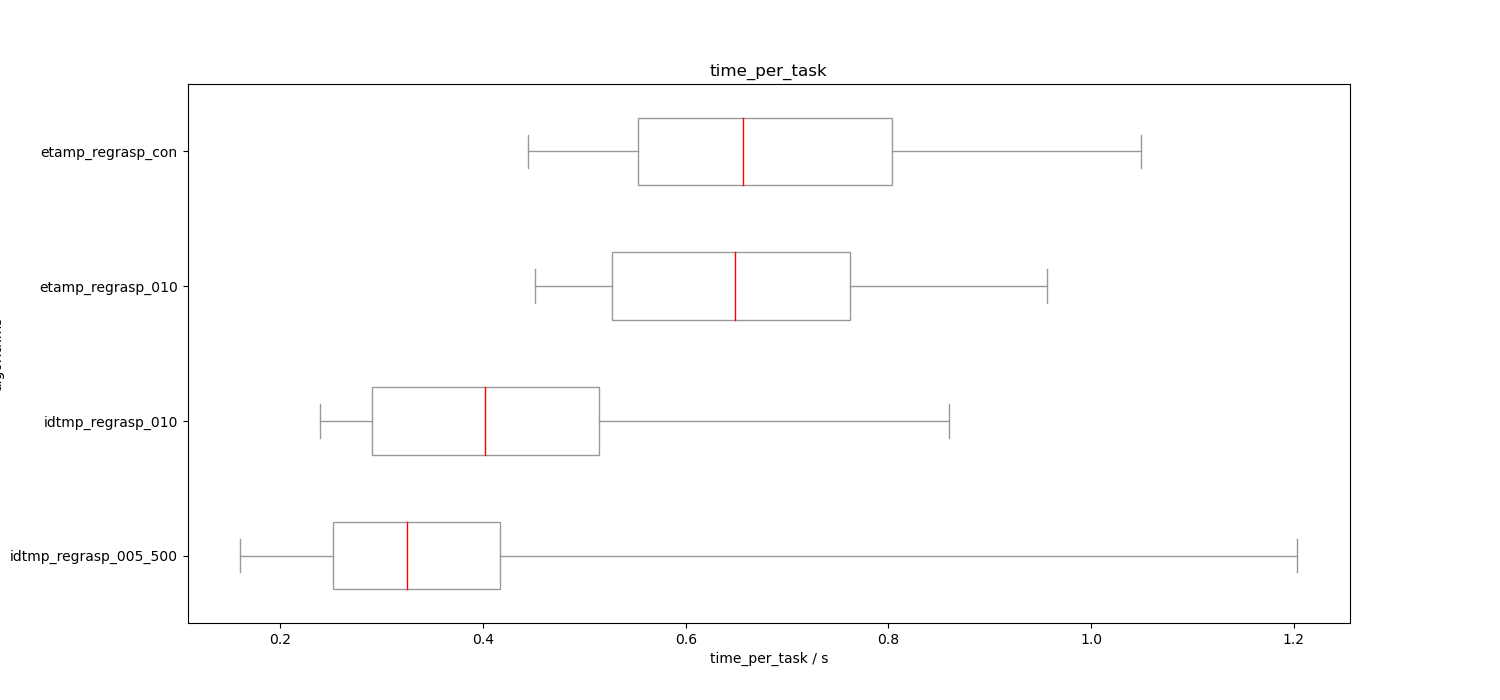 time_per_task
etamp_regrasp_con
etamp_regrasp_010
idtmp_regrasp_010
idtmp_regrasp_005_500
0.2 0.4 0.6 0.8 1.0 1.2
time_per_task / s